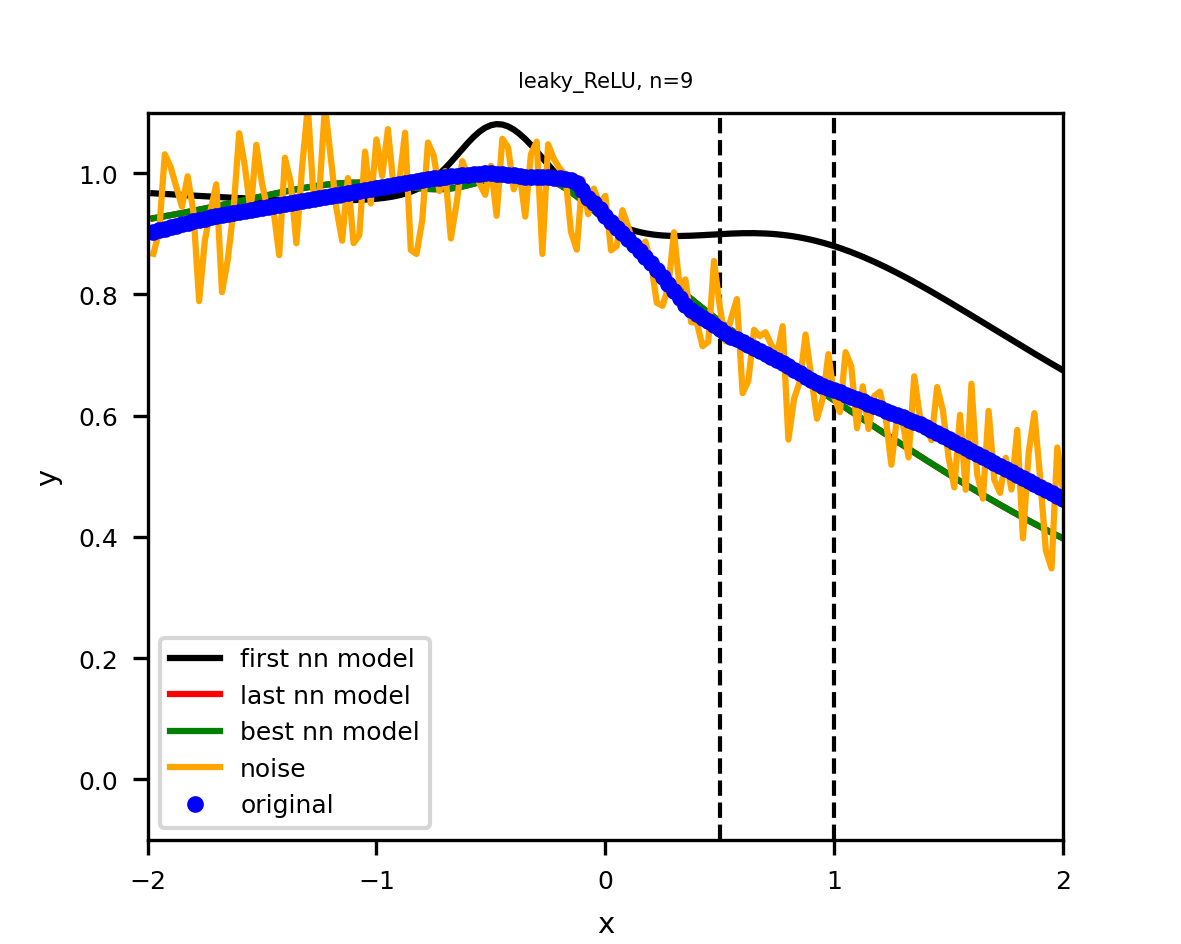 leaky_ReLU, n=9
1.0
0.8
0.6
0.4
0.2
0.0
y
first nn model
last nn model
best nn model
noise
original
−2
−1
0
1
2
x